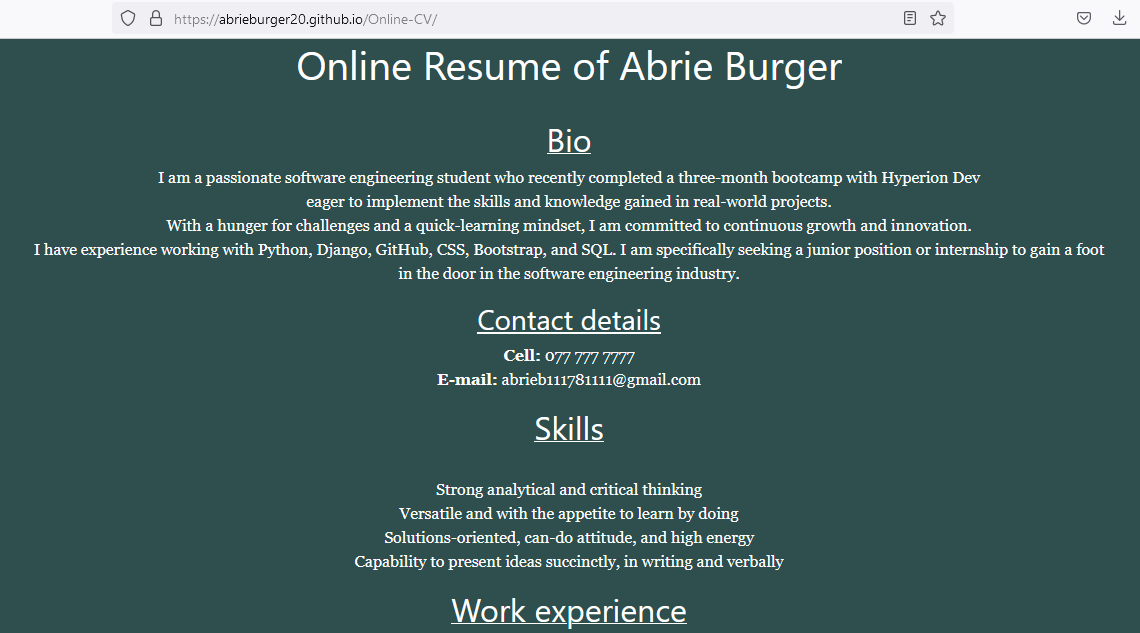 https://abrieburger20.github.io/Online-CV/
Online Resume of Abrie Burger
Bio
I am a passionate software engineering student who recently completed a three-month bootcamp with Hyperion Dev
eager to implement the skills and knowledge gained in real-world projects.
With a hunger for challenges and a quick-learning mindset, I am committed to continuous growth and innovation.
I have experience working with Python, Django, GitHub, CSS, Bootstrap, and SQL. I am specifically seeking a junior position or internship to gain a foot
in the door in the software engineering industry.
Contact details
Cell: 077 777 7777
E-mail: abrieb111781111@gmail.com
Skills
Strong analytical and critical thinking
Versatile and with the appetite to learn by doing
Solutions-oriented, can-do attitude, and high energy
Capability to present ideas succinctly, in writing and verbally
Work experience